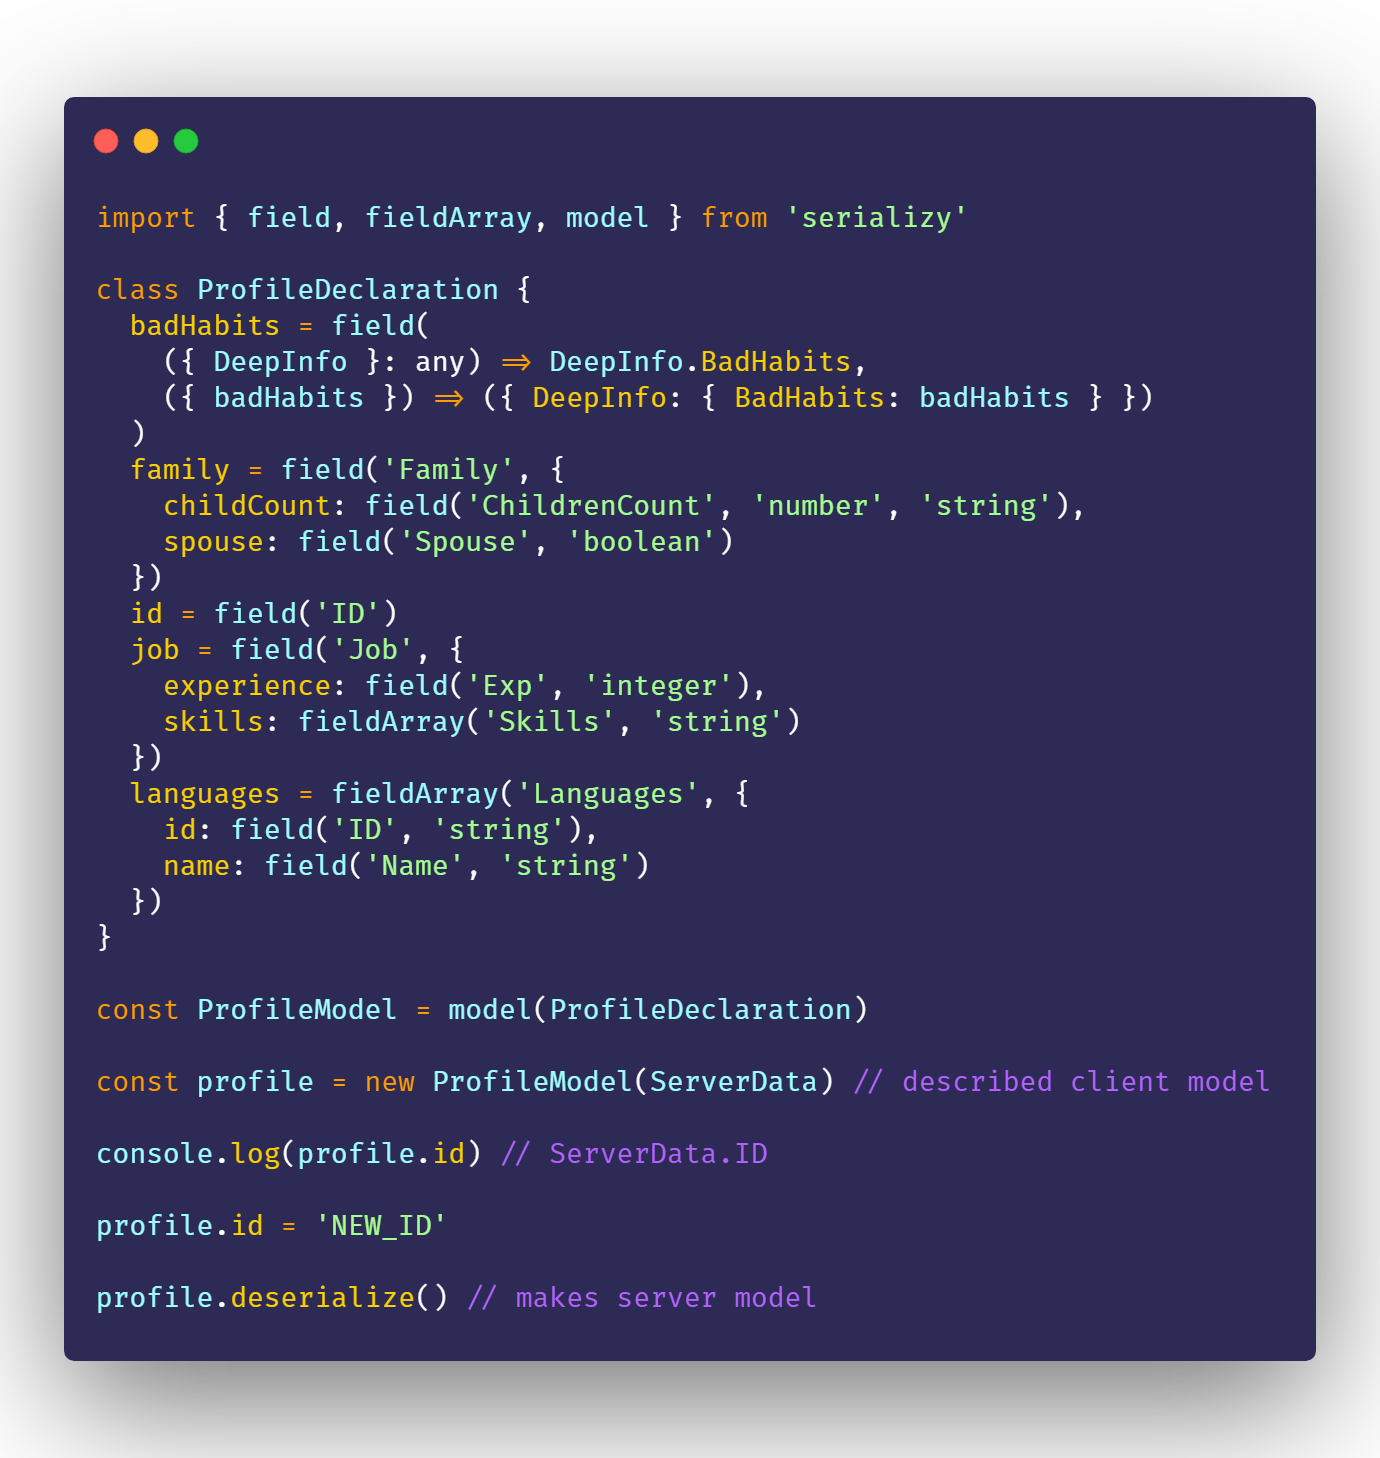 import { field, fieldArray, model } from 'serializy'
class ProfileDeclaration {
  badHabits = field(
    ({ DeepInfo }: any) => DeepInfo.BadHabits,
    ({ badHabits }) => ({ DeepInfo: { BadHabits: badHabits } })
  )
  family = field('Family', {
    childCount: field('ChildrenCount', 'number', 'string'),
    spouse: field('Spouse', 'boolean')
  })
  id = field('ID')
  job = field('Job', {
    experience: field('Exp', 'integer'),
    skills: fieldArray('Skills', 'string')
  })
  languages = fieldArray('Languages', {
    id: field('ID', 'string'),
    name: field('Name', 'string')
  })
}
const ProfileModel = model(ProfileDeclaration)
const profile = new ProfileModel(ServerData) // described client model
console.log(profile.id) // ServerData.ID
profile.id = 'NEW_ID'
profile.deserialize() // makes server model